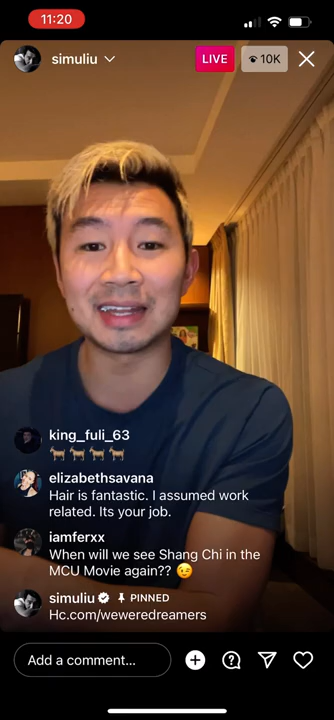 11:20
simuliu
LIVE
10K
king_fuli_63
🐐 🐐 🐐 🐐
elizabethsavana
Hair is fantastic. I assumed work
related. Its your job.
iamferxx
When will we see Shang Chi in the
MCU Movie again?? 😉
simuliu PINNED
Hc.com/weweredreamers
Add a comment...